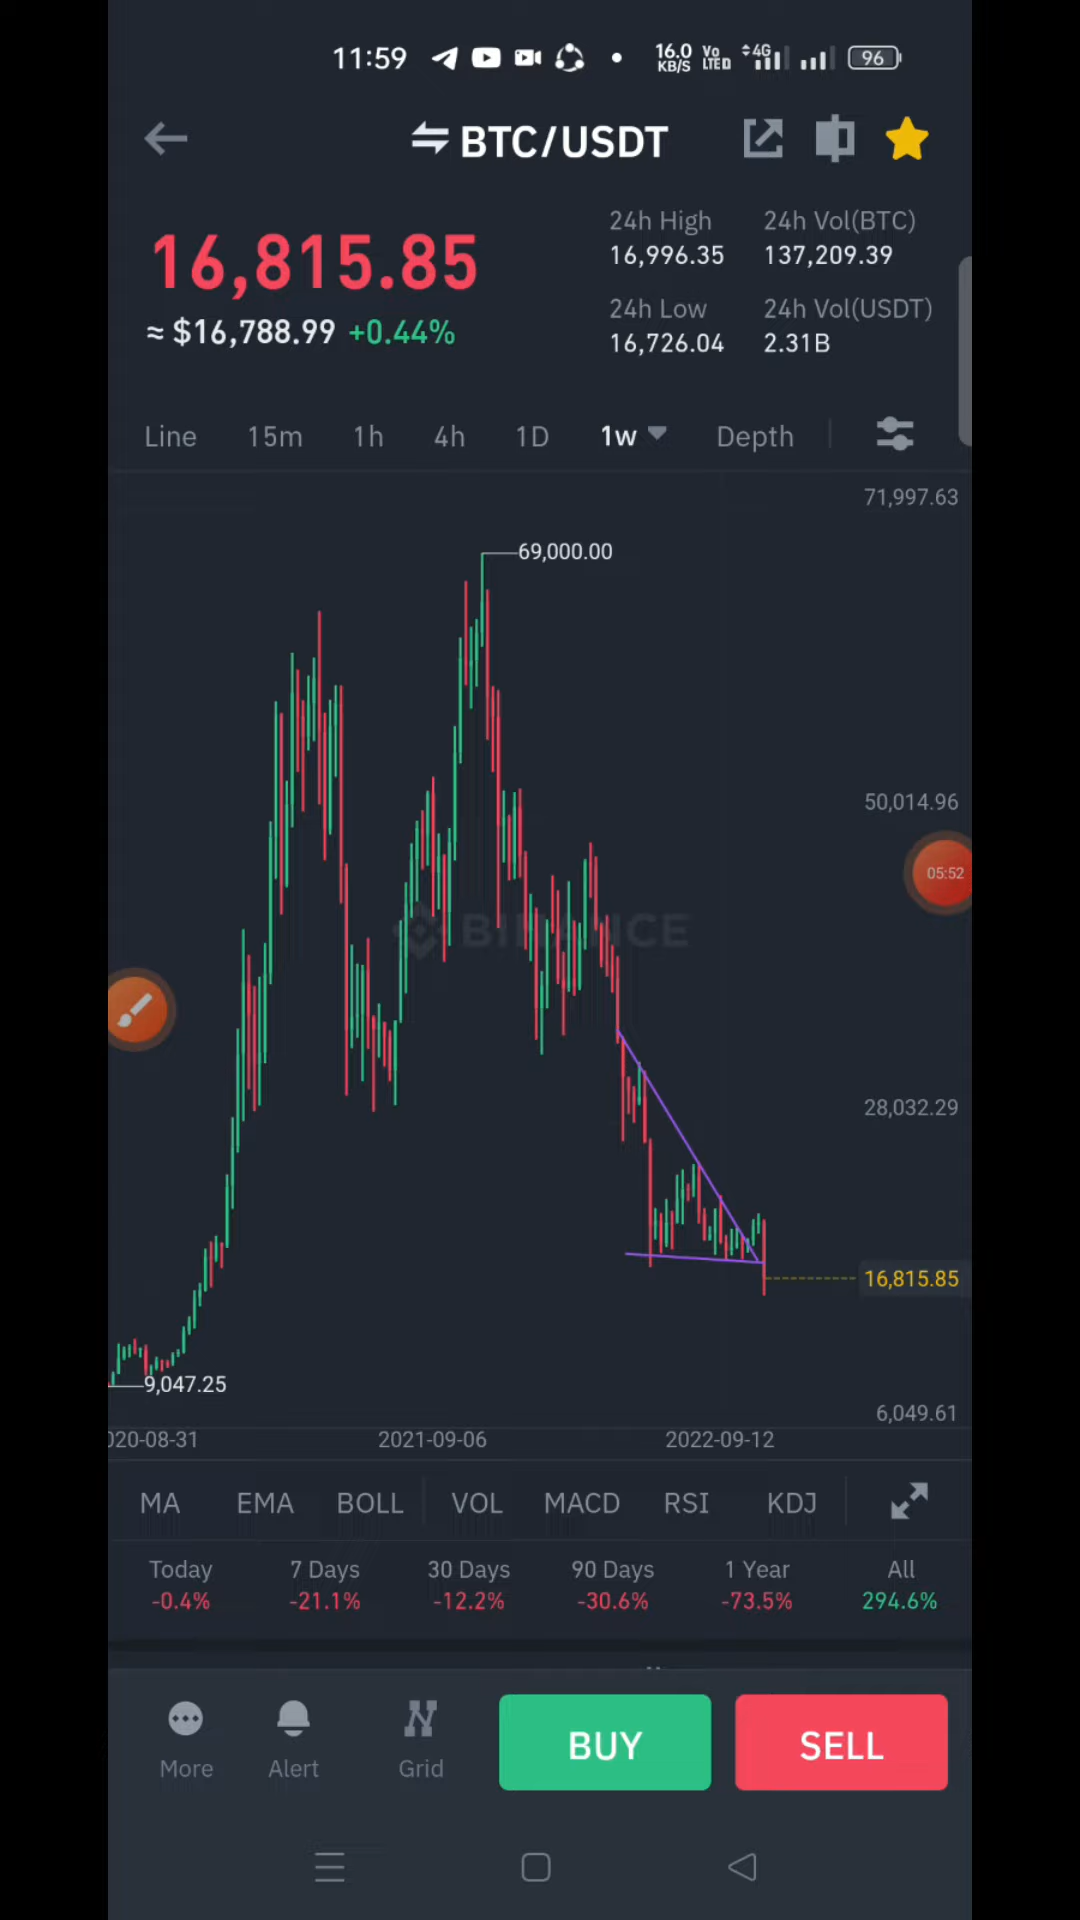 11:59 16.0 KB/S Vo LTED 4G 96
BTC/USDT
16,815.85
≈ $16,788.99 +0.44%
24h High
16,996.35
24h Vol(BTC)
137,209.39
24h Low
16,726.04
24h Vol(USDT)
2.31B
Line 15m 1h 4h 1D 1w Depth
71,997.63
69,000.00
50,014.96
05:52
BINANCE
28,032.29
16,815.85
9,047.25
6,049.61
020-08-31 2021-09-06 2022-09-12
MA EMA BOLL VOL MACD RSI KDJ
Today 7 Days 30 Days 90 Days 1 Year All
-0.4% -21.1% -12.2% -30.6% -73.5% 294.6%
More Alert Grid BUY SELL